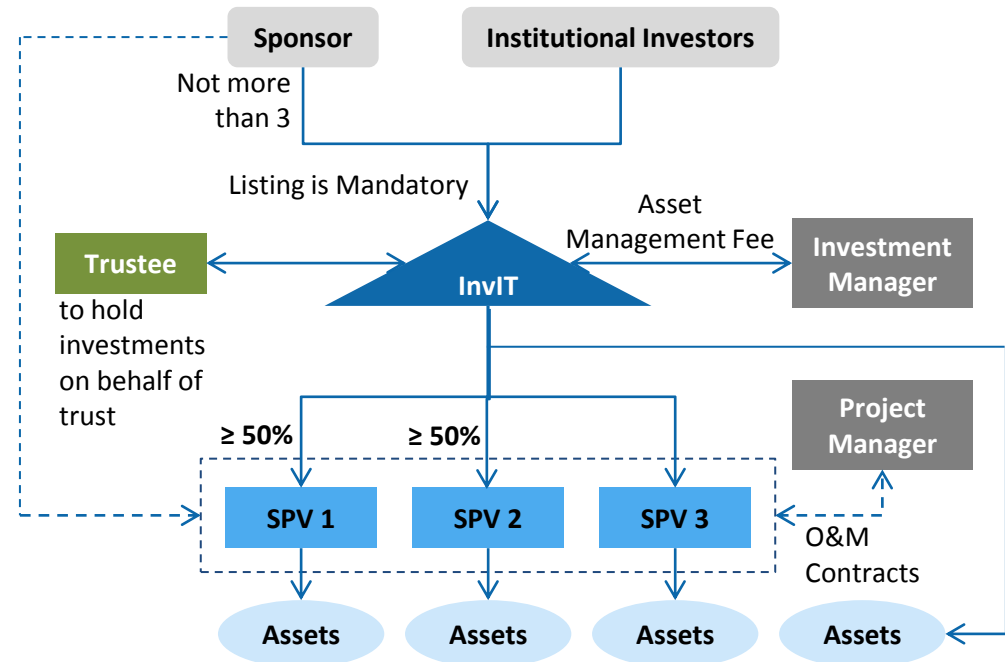 Sponsor
Institutional Investors
Not more
than 3
Listing is Mandatory
Asset
Management Fee
Trustee
InvIT
Investment
Manager
to hold
investments
on behalf of
trust
Project
Manager
≥ 50%
≥ 50%
SPV 1
SPV 2
SPV 3
O&M
Contracts
Assets
Assets
Assets
Assets